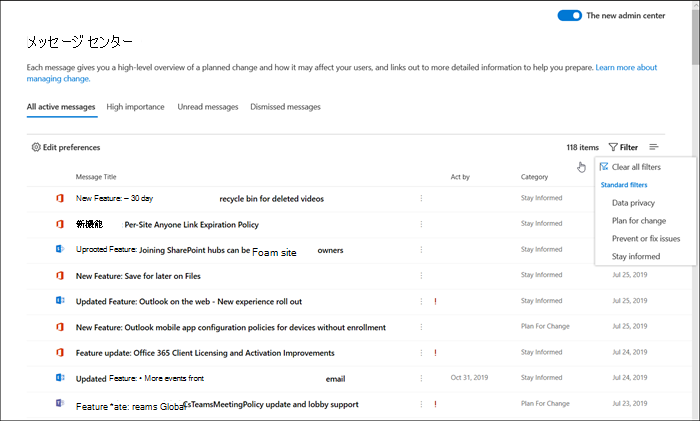 The new admin center
メッセージ センター
Each message gives you a high-level overview of a planned change and how it may affect your users, and links out to more detailed information to help you prepare. Learn more about
managing change.
All active messages High importance Unread messages Dismissed messages
Edit preferences 118 items Filter
Clear all filters
Message Title Act by Category
Standard filters
New Feature: – 30 day recycle bin for deleted videos Stay Informed
Data privacy
新機能 Per-Site Anyone Link Expiration Policy Stay Informed
Plan for change
Prevent or fix issues
Uprooted Feature: Joining SharePoint hubs can be Foam site owners Stay Informed
Stay informed
New Feature: Save for later on Files Stay Informed Jul 25, 2019
Updated Feature: Outlook on the web - New experience roll out ! Stay Informed Jul 25, 2019
New Feature: Outlook mobile app configuration policies for devices without enrollment Plan For Change Jul 25, 2019
Feature update: Office 365 Client Licensing and Activation Improvements ! Stay Informed Jul 24, 2019
Updated Feature: • More events front email Oct 31, 2019 Stay Informed Jul 24, 2019
Feature "ate: reams Global CsTeamsMeetingPolicy update and lobby support ! Plan For Change Jul 23, 2019